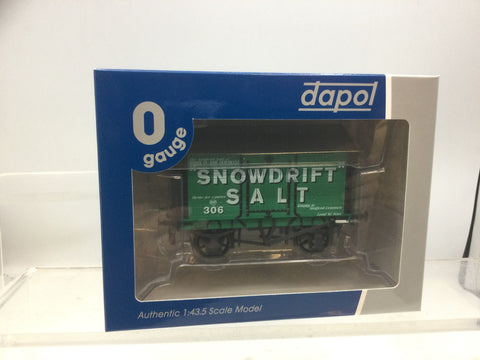 0
gauge
dapol
SNOWDRIFT
SALT
306
Authentic 1:43.5 Scale Model